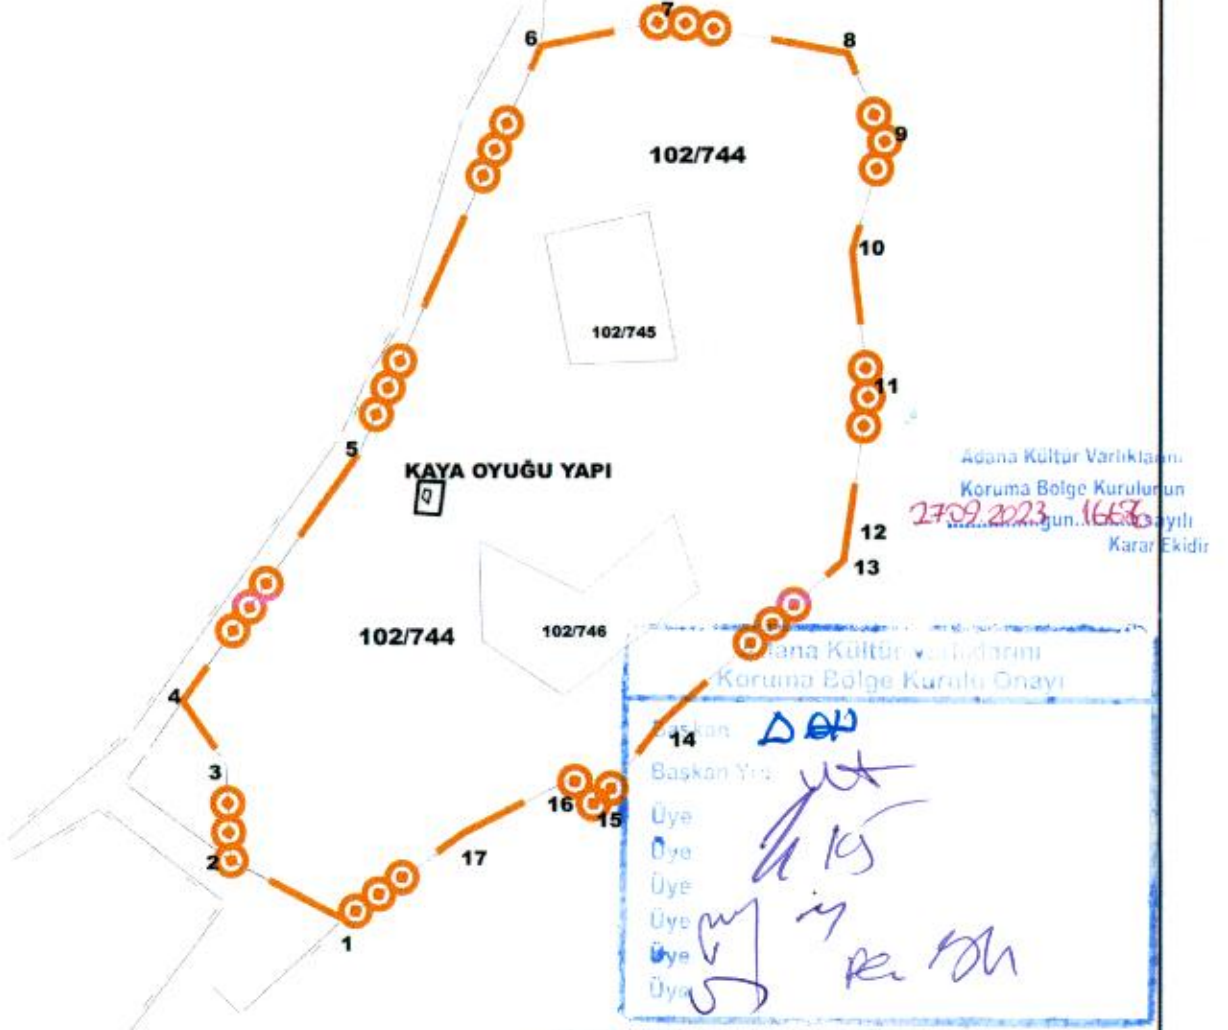 7
6
8
9
102/744
10
102/745
11
5
KAYA OYUĞU YAPI
Adana Kültür Varlıklarını
Koruma Bölge Kurulunun
27.09.2023 gün 16686 sayılı
Karar Ekidir
12
13
102/744
102/746
Adana Kültür Varlıklarını
Koruma Bölge Kurulu Onayı
4
Başkan
14
3
Başkan Yrd.
16
15
Üye
2
17
Üye
Üye
Üye
1
Üye
Üye